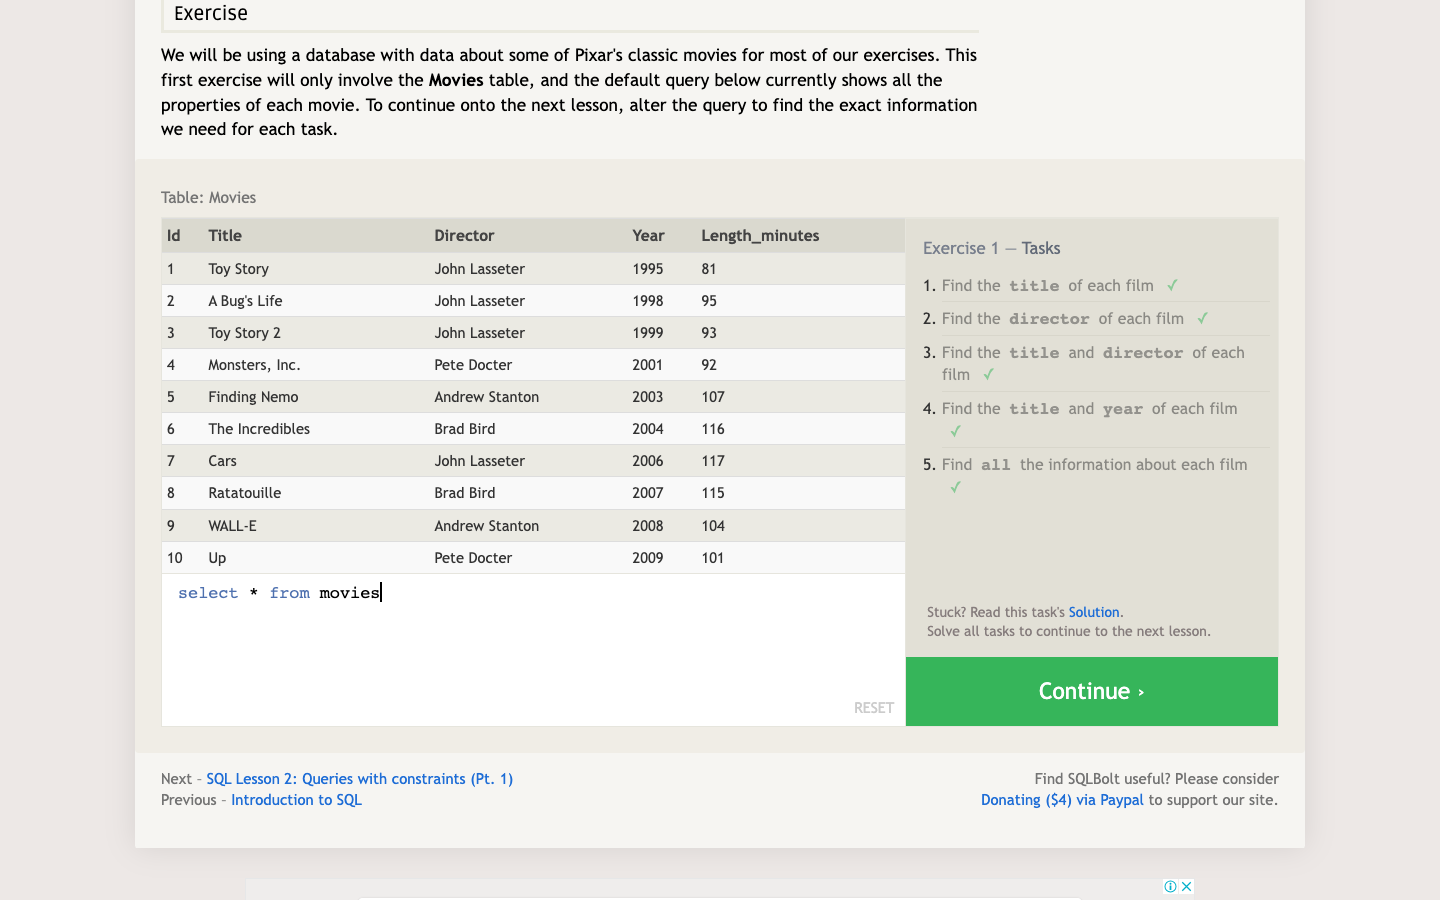 Exercise
We will be using a database with data about some of Pixar's classic movies for most of our exercises. This
first exercise will only involve the Movies table, and the default query below currently shows all the
properties of each movie. To continue onto the next lesson, alter the query to find the exact information
we need for each task.
Table: Movies
Id Title Director Year Length_minutes
1 Toy Story John Lasseter 1995 81
2 A Bug's Life John Lasseter 1998 95
3 Toy Story 2 John Lasseter 1999 93
4 Monsters, Inc. Pete Docter 2001 92
5 Finding Nemo Andrew Stanton 2003 107
6 The Incredibles Brad Bird 2004 116
7 Cars John Lasseter 2006 117
8 Ratatouille Brad Bird 2007 115
9 WALL-E Andrew Stanton 2008 104
10 Up Pete Docter 2009 101
select * from movies
RESET
Exercise 1 — Tasks
1. Find the title of each film ✓
2. Find the director of each film ✓
3. Find the title and director of each
film ✓
4. Find the title and year of each film
✓
5. Find all the information about each film
✓
Stuck? Read this task's Solution.
Solve all tasks to continue to the next lesson.
Continue ›
Next – SQL Lesson 2: Queries with constraints (Pt. 1)
Previous – Introduction to SQL
Find SQLBolt useful? Please consider
Donating ($4) via Paypal to support our site.